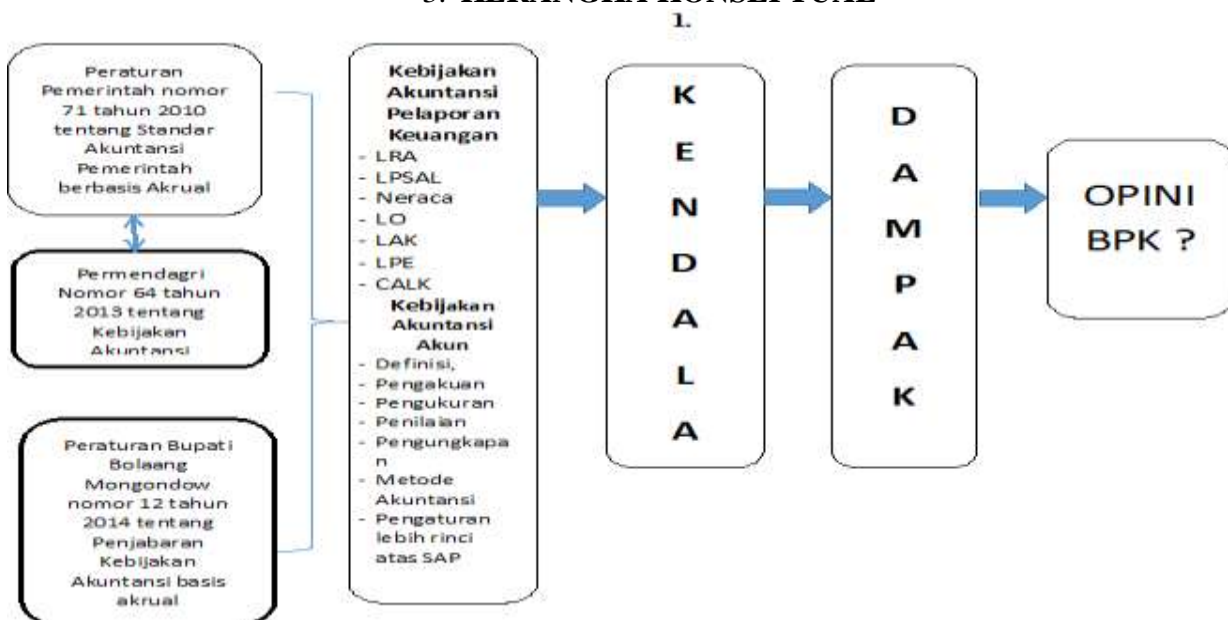 3. KERANGKA KONSEPTUAL
1.
Peraturan
Pemerintah nomor
71 tahun 2010
tentang Standar
Akuntansi
Pemerintah
berbasis Akrual
Permendagri
Nomor 64 tahun
2013 tentang
Kebijakan
Akuntansi
Peraturan Bupati
Bolaang
Mongondow
nomor 12 tahun
2014 tentang
Penjabaran
Kebijakan
Akuntansi basis
akrual
Kebijakan
Akuntansi
Pelaporan
Keuangan
- LRA
- LPSAL
- Neraca
- LO
- LAK
- LPE
- CALK
Kebijakan
Akuntansi
Akun
- Definisi,
- Pengakuan
- Pengukuran
- Penilaian
- Pengungkapa
n
- Metode
Akuntansi
- Pengaturan
lebih rinci
atas SAP
K
E
N
D
A
L
A
D
A
M
P
A
K
OPINI
BPK ?